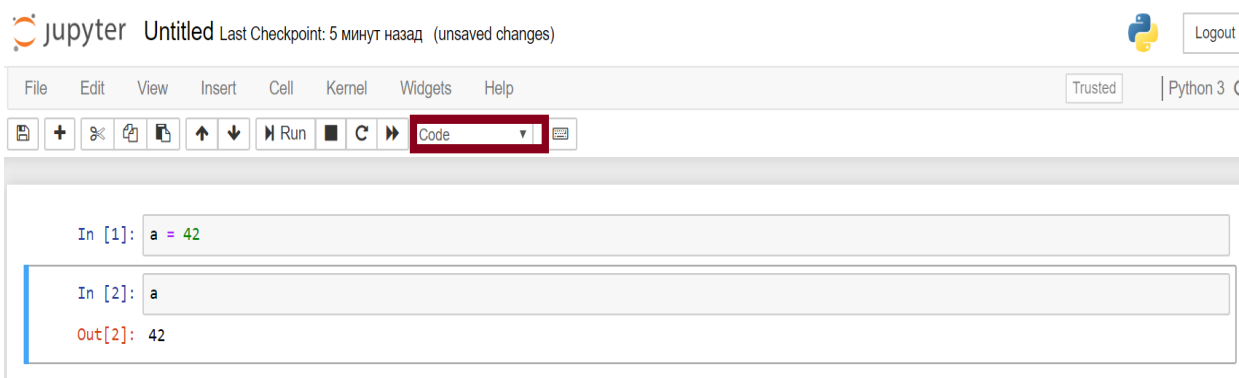 jupyter Untitled Last Checkpoint: 5 минут назад (unsaved changes) Logout
File Edit View Insert Cell Kernel Widgets Help Trusted Python 3
Run Code
In [1]: a = 42
In [2]: a
Out[2]: 42